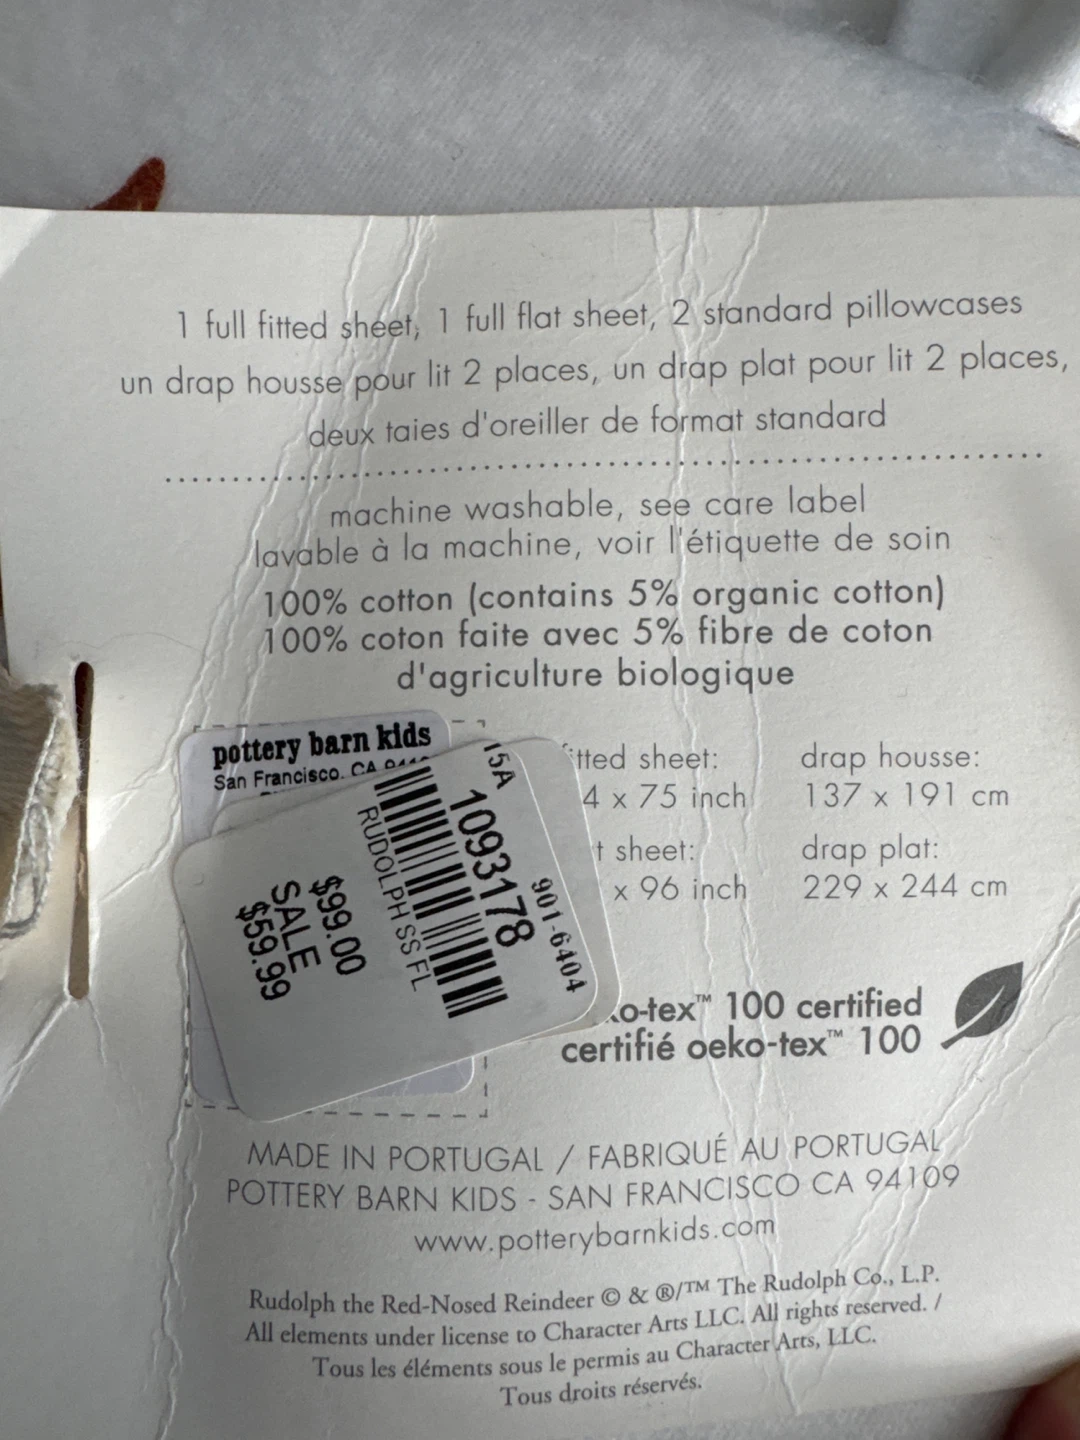 1 full fitted sheet, 1 full flat sheet, 2 standard pillowcases
un drap housse pour lit 2 places, un drap plat pour lit 2 places,
deux taies d'oreiller de format standard
machine washable, see care label
lavable à la machine, voir l'étiquette de soin
100% cotton (contains 5% organic cotton)
100% coton faite avec 5% fibre de coton
d'agriculture biologique
pottery barn kids
San Francisco, CA
15A
1093178
901-6404
RUDOLPH SS FL
$99.00
SALE
$59.99
sheet: drap housse:
x 75 inch 137 x 191 cm
sheet: drap plat:
x 96 inch 229 x 244 cm
100 certified
certifié oeko-tex™ 100
MADE IN PORTUGAL / FABRIQUÉ AU PORTUGAL
POTTERY BARN KIDS - SAN FRANCISCO CA 94109
www.potterybarnkids.com
Rudolph the Red-Nosed Reindeer © & ®/™ The Rudolph Co., L.P.
All elements under license to Character Arts LLC. All rights reserved. /
Tous les éléments sous le permis au Character Arts, LLC.
Tous droits réservés.